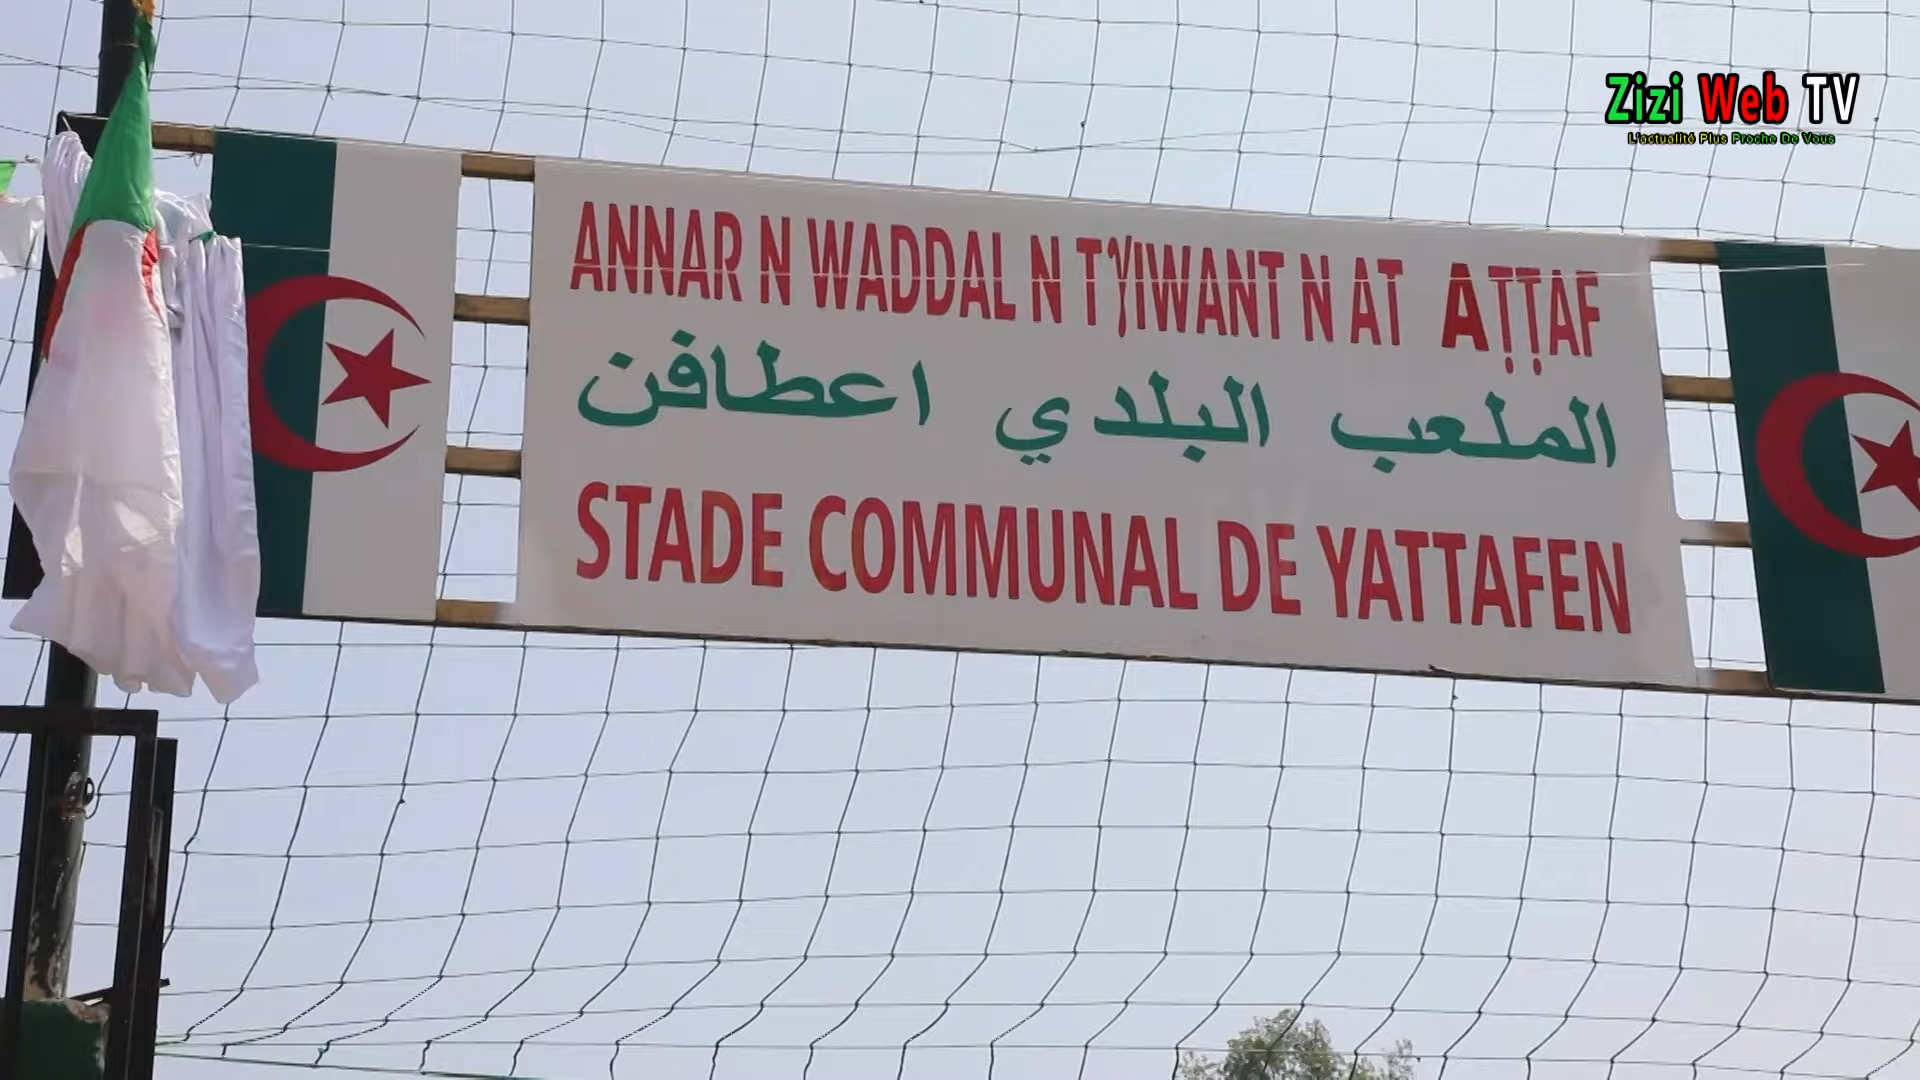 Zizi Web TV
L'actualité Plus Proche De Vous
ANNAR N WADDAL N TƔIWANT N AT AṬṬAF
الملعب البلدي اعطافن
STADE COMMUNAL DE YATTAFEN